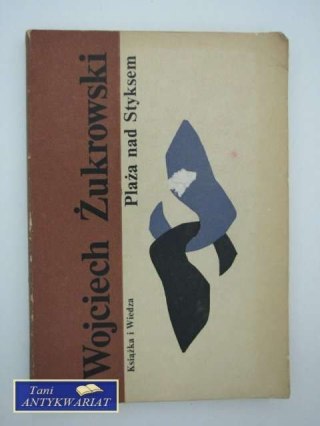 Wojciech Żukrowski
Plaża nad Styksem
Książka i Wiedza
Tani
ANTYKWARIAT